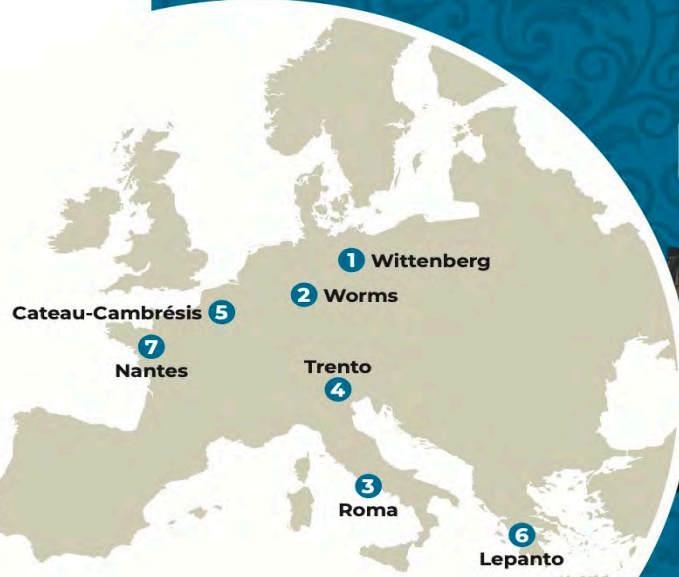 1 Wittenberg
2 Worms
Cateau-Cambrésis 5
7
Nantes
Trento
4
3
Roma
6
Lepanto